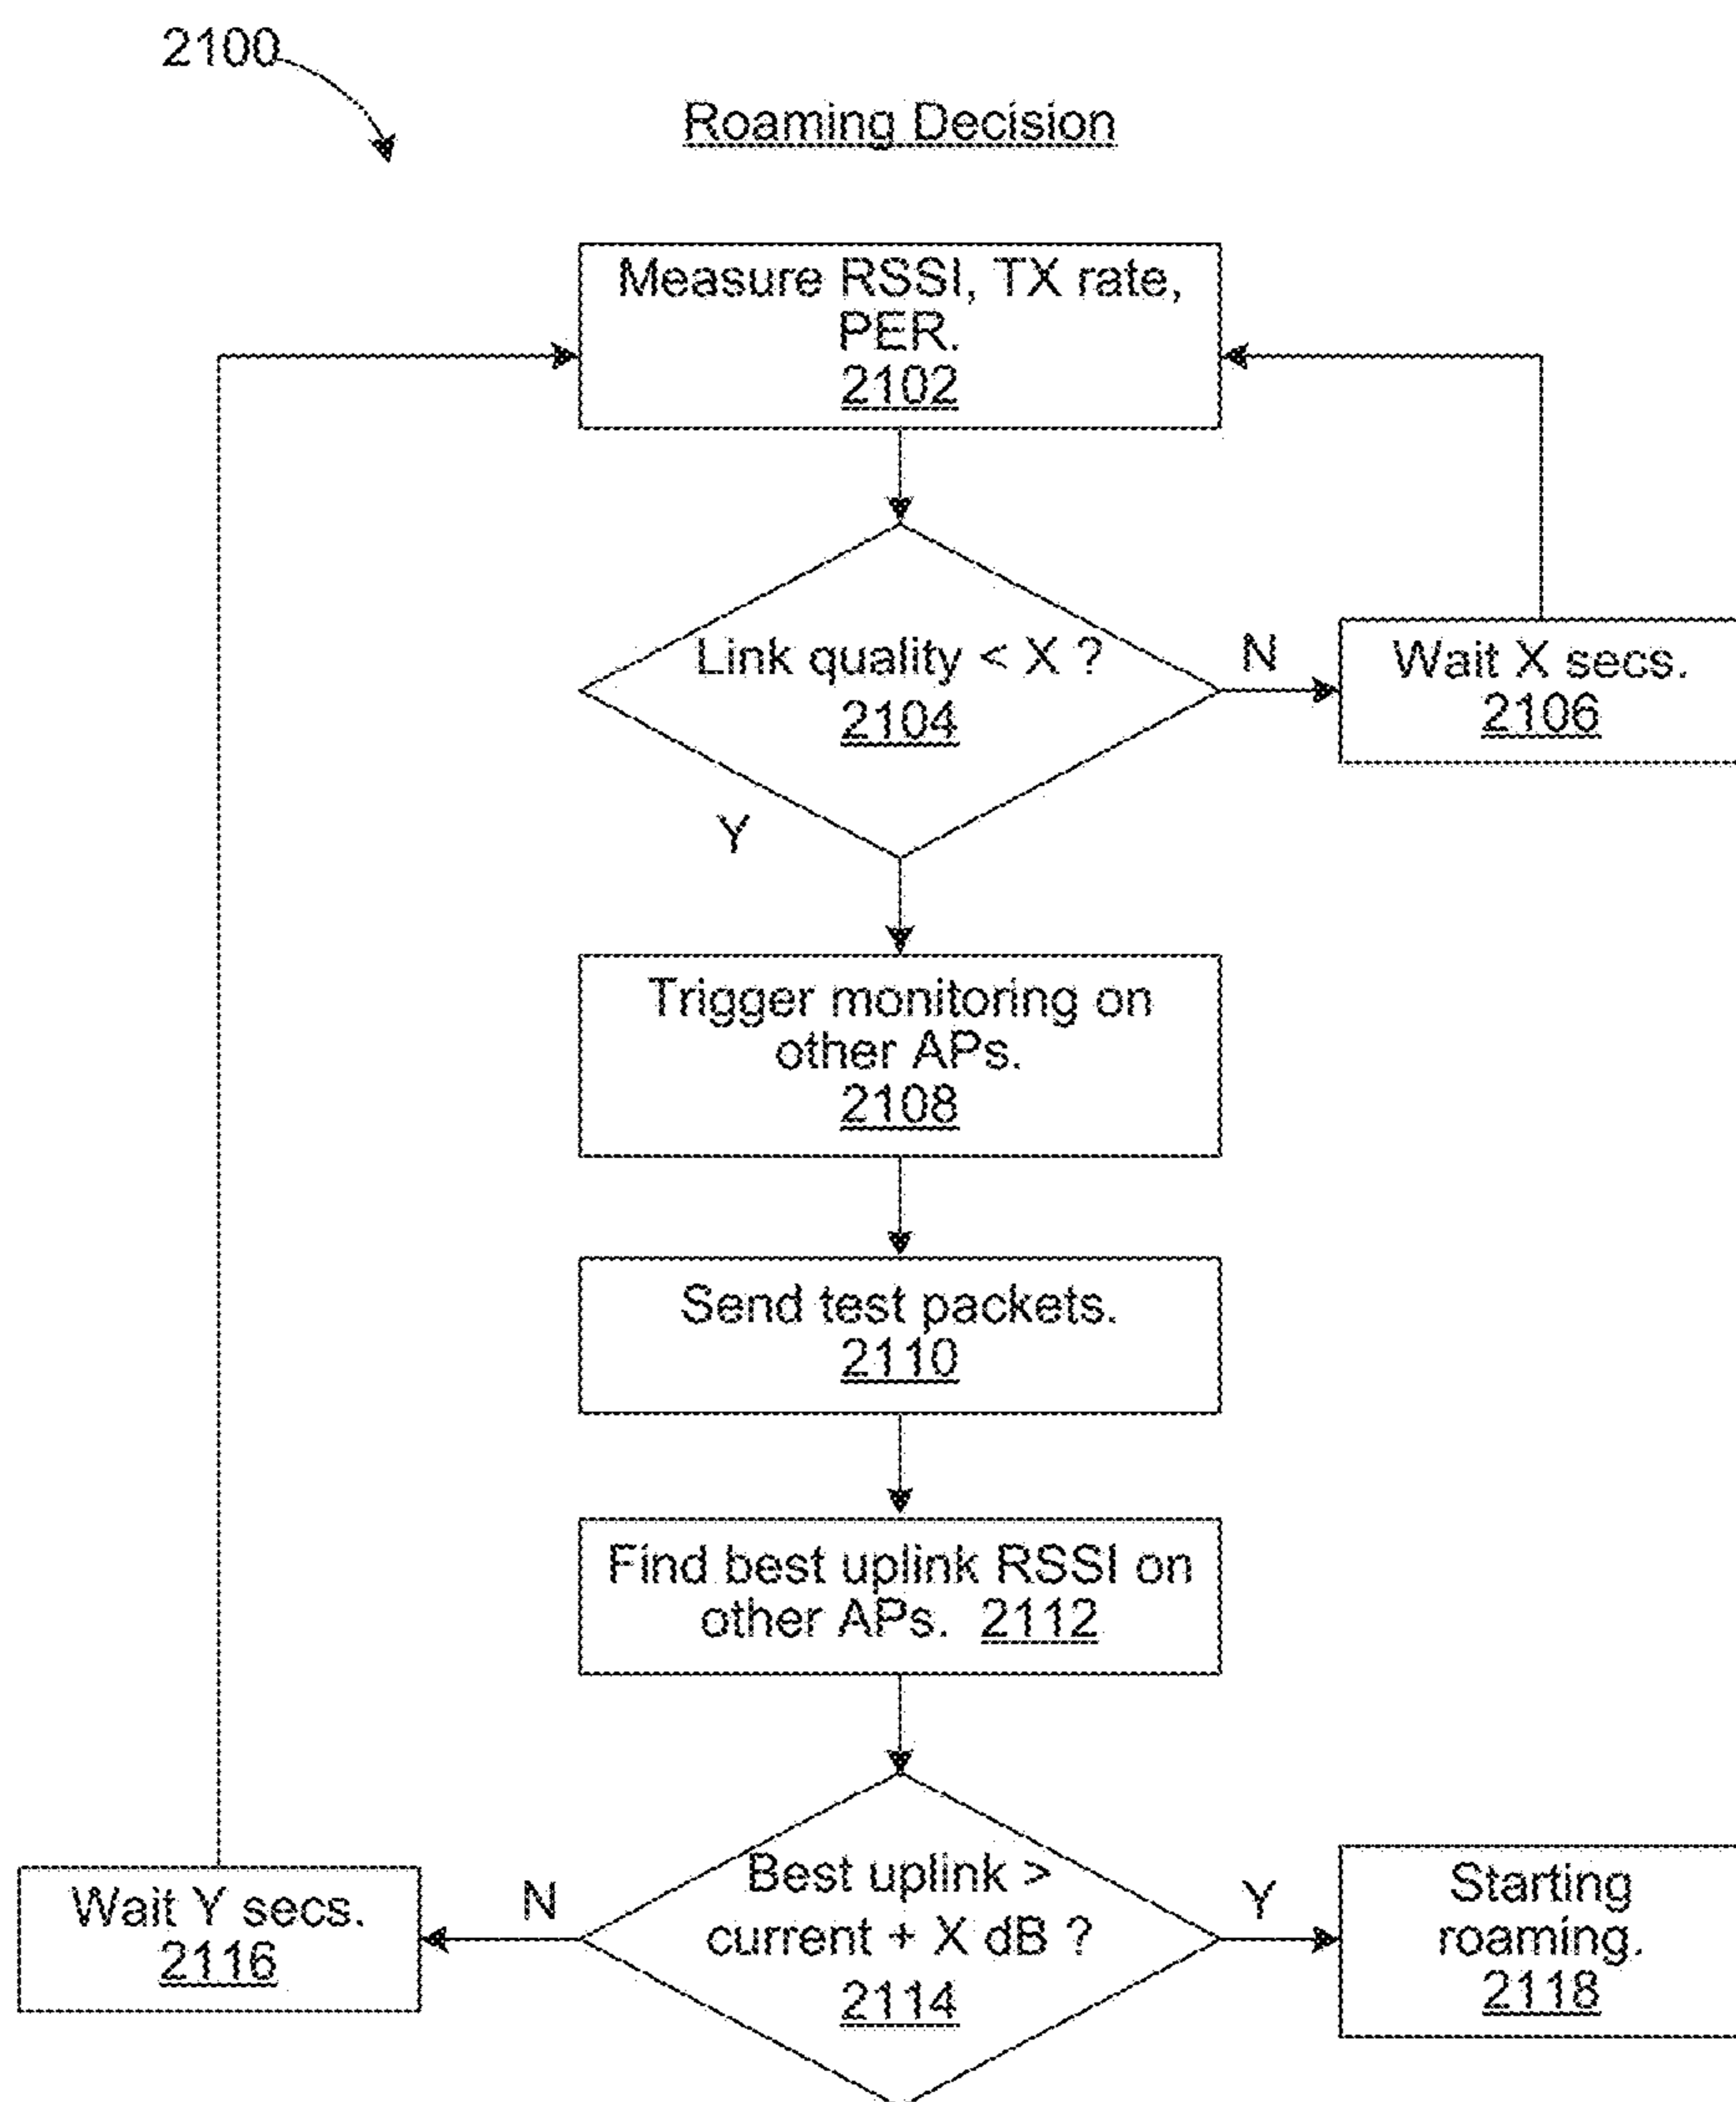 2100
Roaming Decision
Measure RSSI, TX rate,
PER.
2102
Link quality < X ?
2104
N
Wait X secs.
2106
Y
Trigger monitoring on
other APs.
2108
Send test packets.
2110
Find best uplink RSSI on
other APs. 2112
Best uplink >
current + X dB ?
2114
N
Wait Y secs.
2116
Y
Starting
roaming.
2118